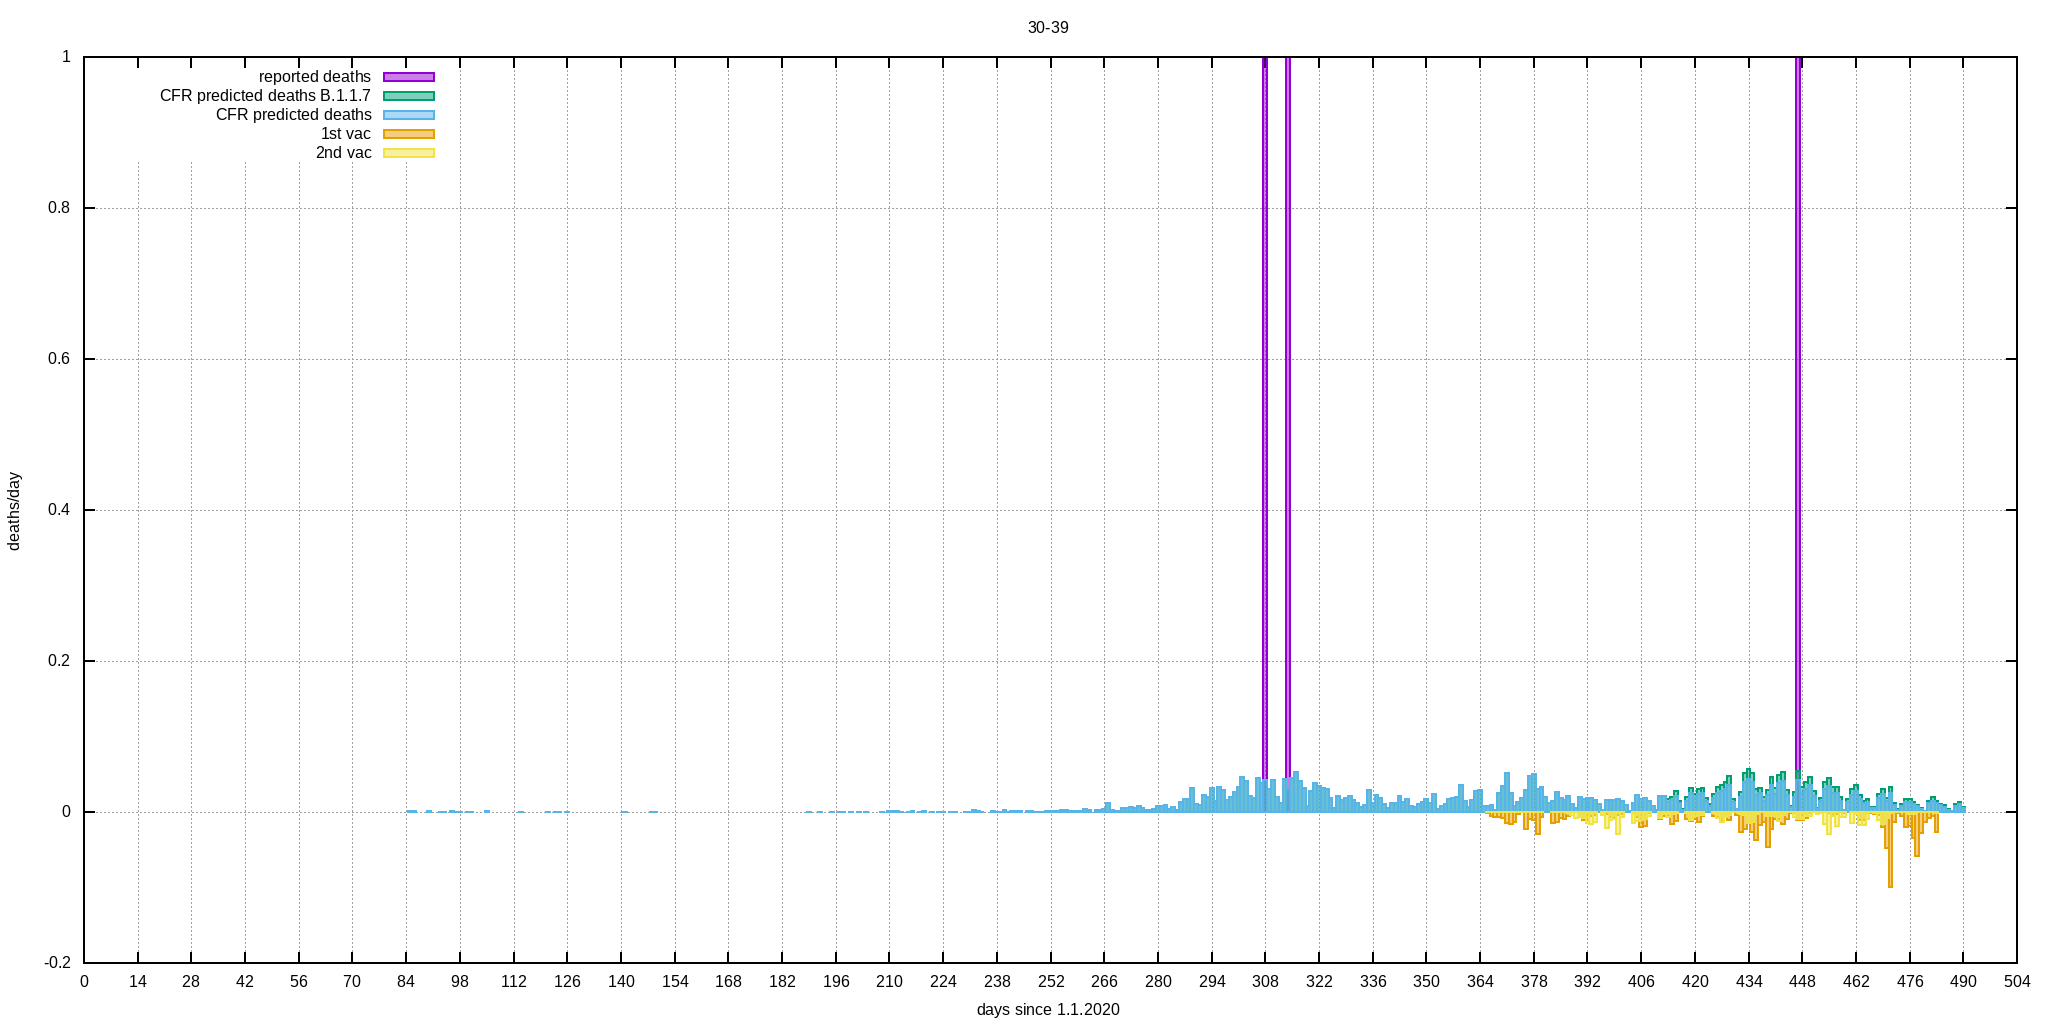 30-39
reported deaths
CFR predicted deaths B.1.1.7
CFR predicted deaths
1st vac
2nd vac
1
0.8
0.6
0.4
0.2
0
-0.2
deaths/day
0 14 28 42 56 70 84 98 112 126 140 154 168 182 196 210 224 238 252 266 280 294 308 322 336 350 364 378 392 406 420 434 448 462 476 490 504
days since 1.1.2020